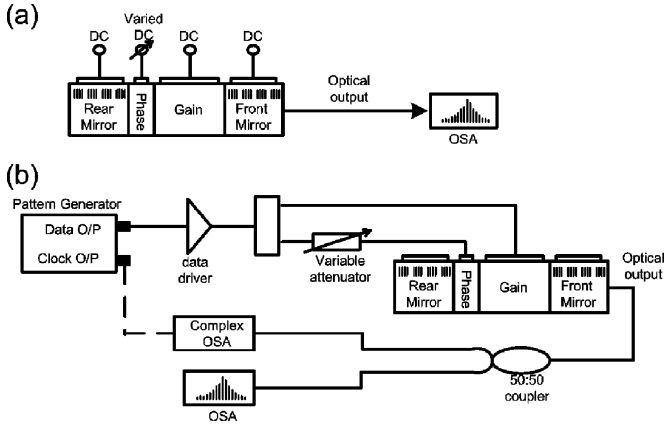 (a)
Varied
DC DC DC DC
Rear Mirror
Phase
Gain
Front Mirror
Optical output
OSA
(b)
Pattern Generator
Data O/P
Clock O/P
data driver
Variable attenuator
Rear Mirror
Phase
Gain
Front Mirror
Optical output
Complex OSA
OSA
50:50 coupler